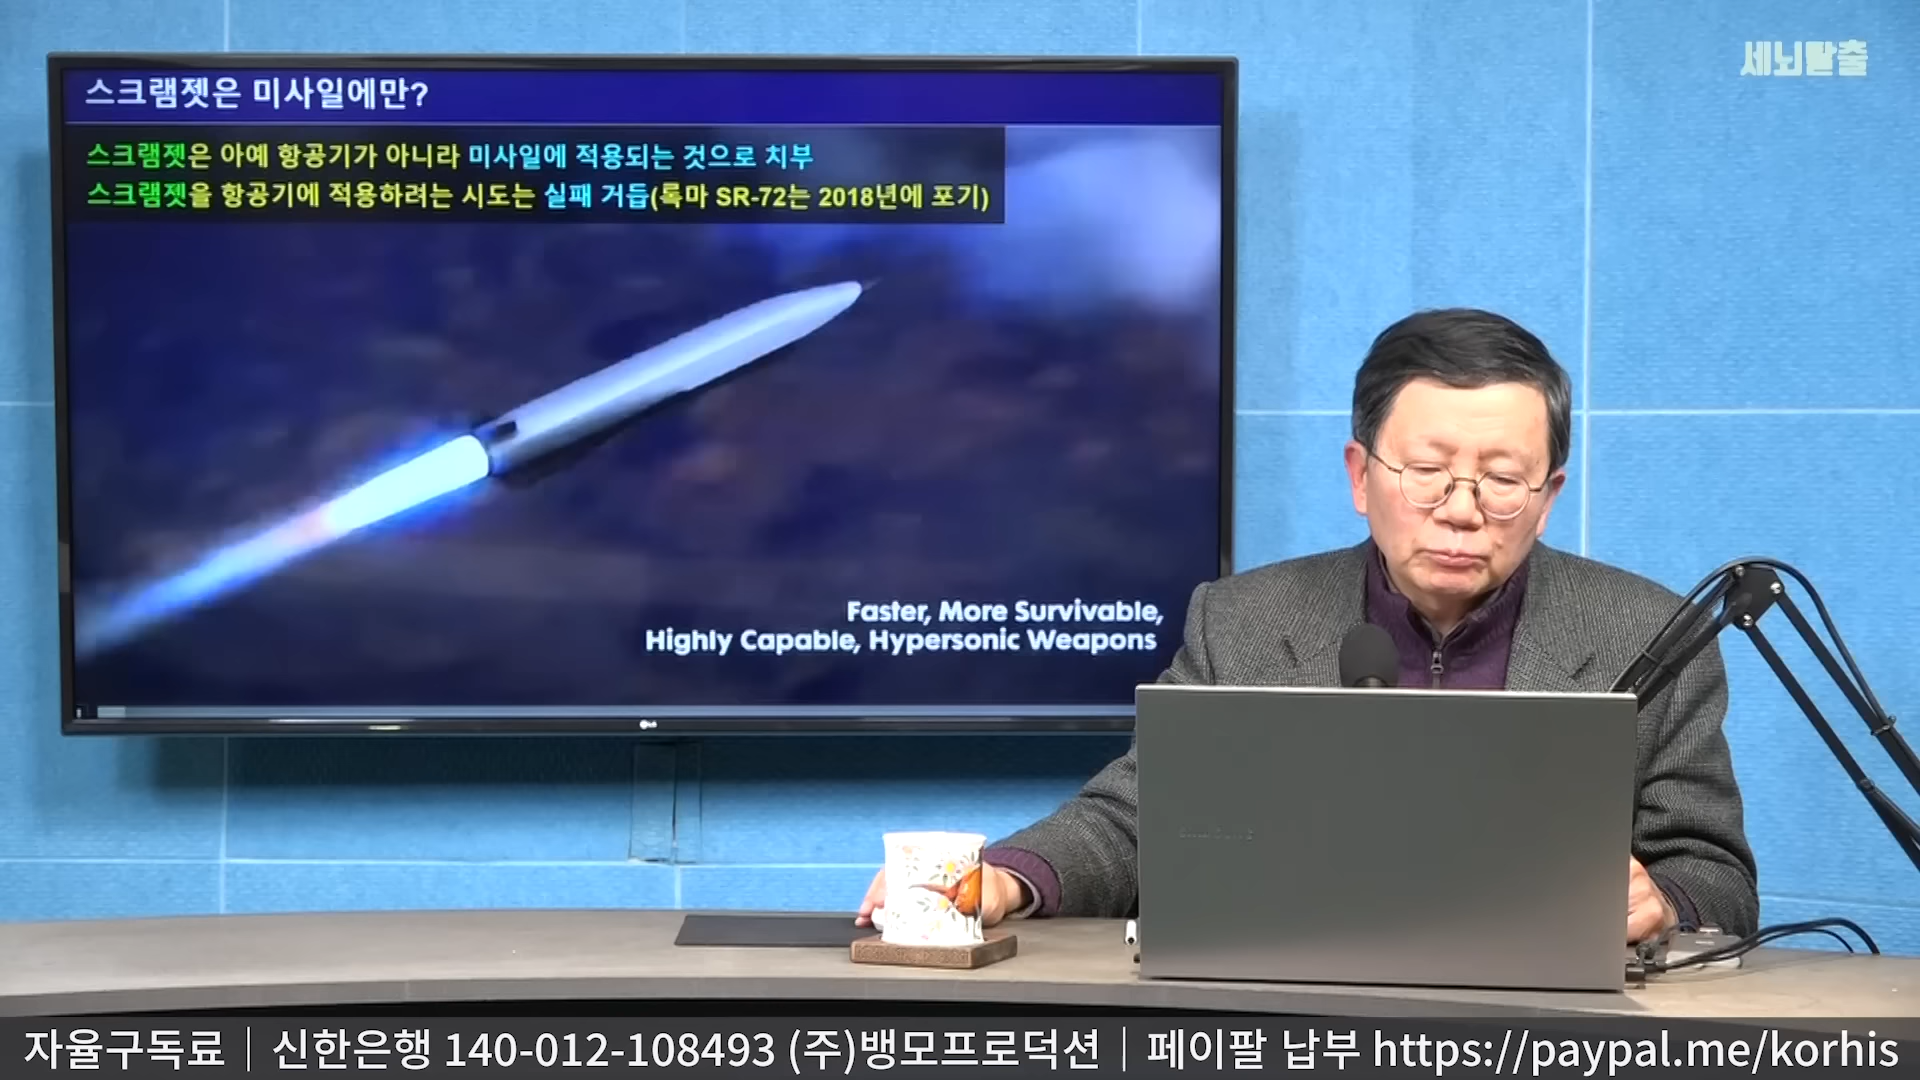 세뇌탈출
스크램젯은 미사일에만?
스크램젯은 아예 항공기가 아니라 미사일에 적용되는 것으로 치부
스크램젯을 항공기에 적용하려는 시도는 실패 거듭(록마 SR-72는 2018년에 포기)
Faster, More Survivable,
Highly Capable, Hypersonic Weapons
LG
SAMSUNG
자율구독료｜신한은행 140-012-108493 (주)뱅모프로덕션｜페이팔 납부 https://paypal.me/korhis